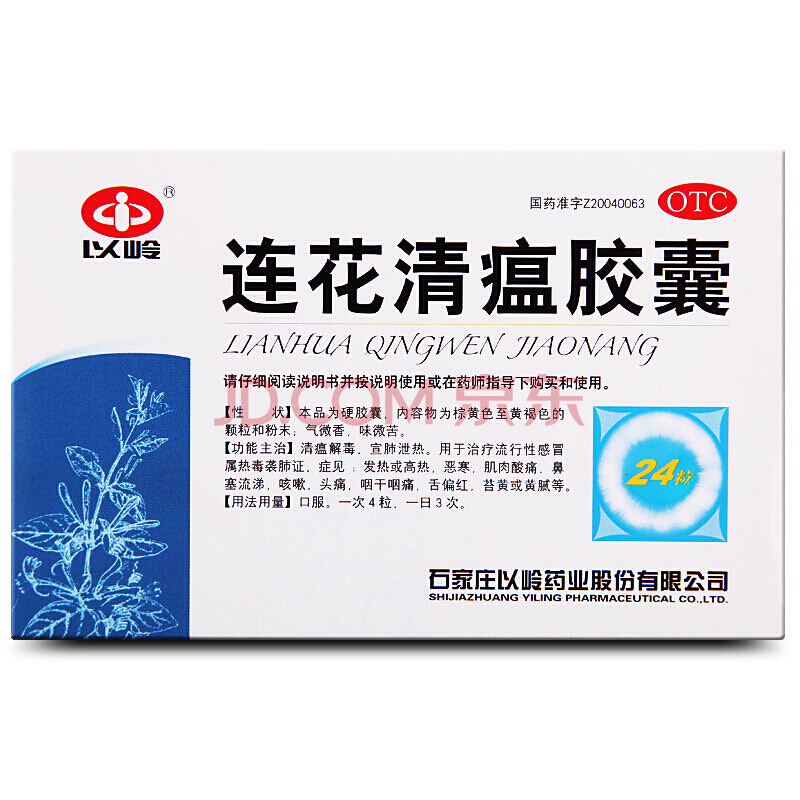 以岭
®
国药准字Z20040063
OTC
连花清瘟胶囊
LIANHUA QINGWEN JIAONANG
请仔细阅读说明书并按说明使用或在药师指导下购买和使用。
JD.COM 京东
【性　　状】本品为硬胶囊，内容物为棕黄色至黄褐色的
颗粒和粉末；气微香，味微苦。
【功能主治】清瘟解毒，宣肺泄热。用于治疗流行性感冒
属热毒袭肺证，症见：发热或高热，恶寒，肌肉酸痛，鼻
塞流涕，咳嗽，头痛，咽干咽痛，舌偏红，苔黄或黄腻等。
【用法用量】口服。一次4粒，一日3次。
24粒
石家庄以岭药业股份有限公司
SHIJIAZHUANG YILING PHARMACEUTICAL CO.,LTD.